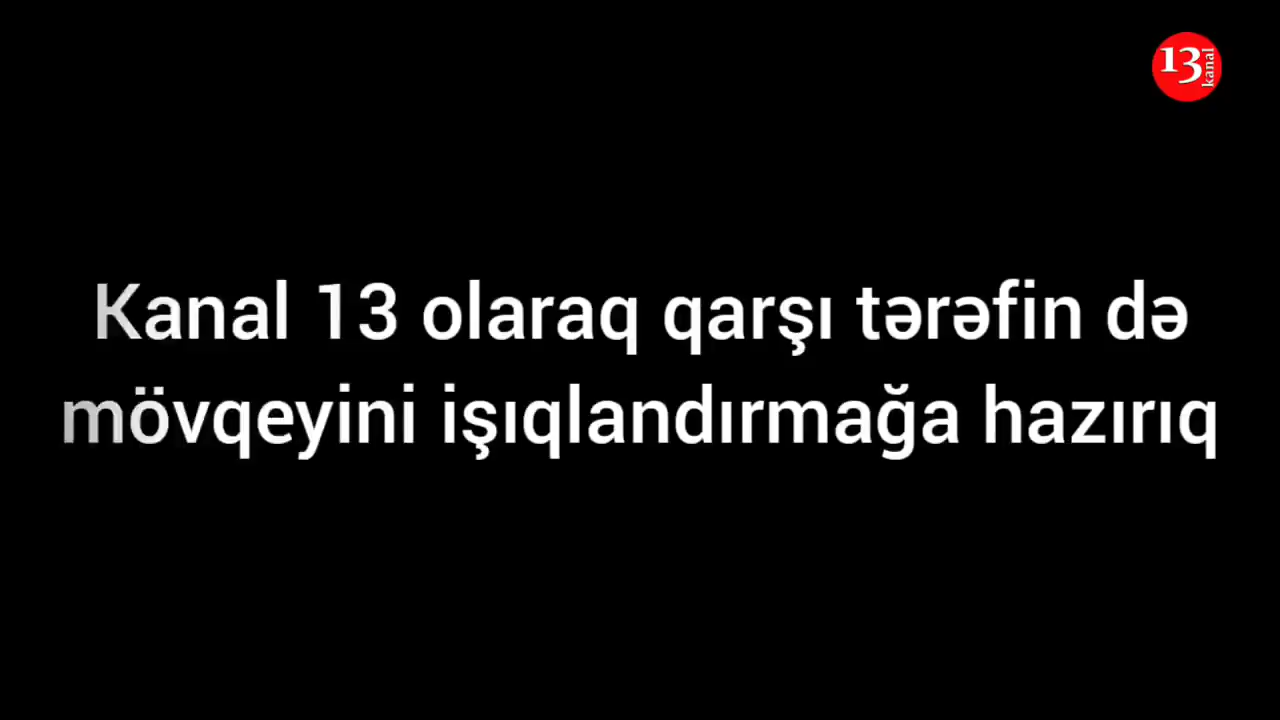 13
kanal
Kanal 13 olaraq qarşı tərəfin də
mövqeyini işıqlandırmağa hazırıq